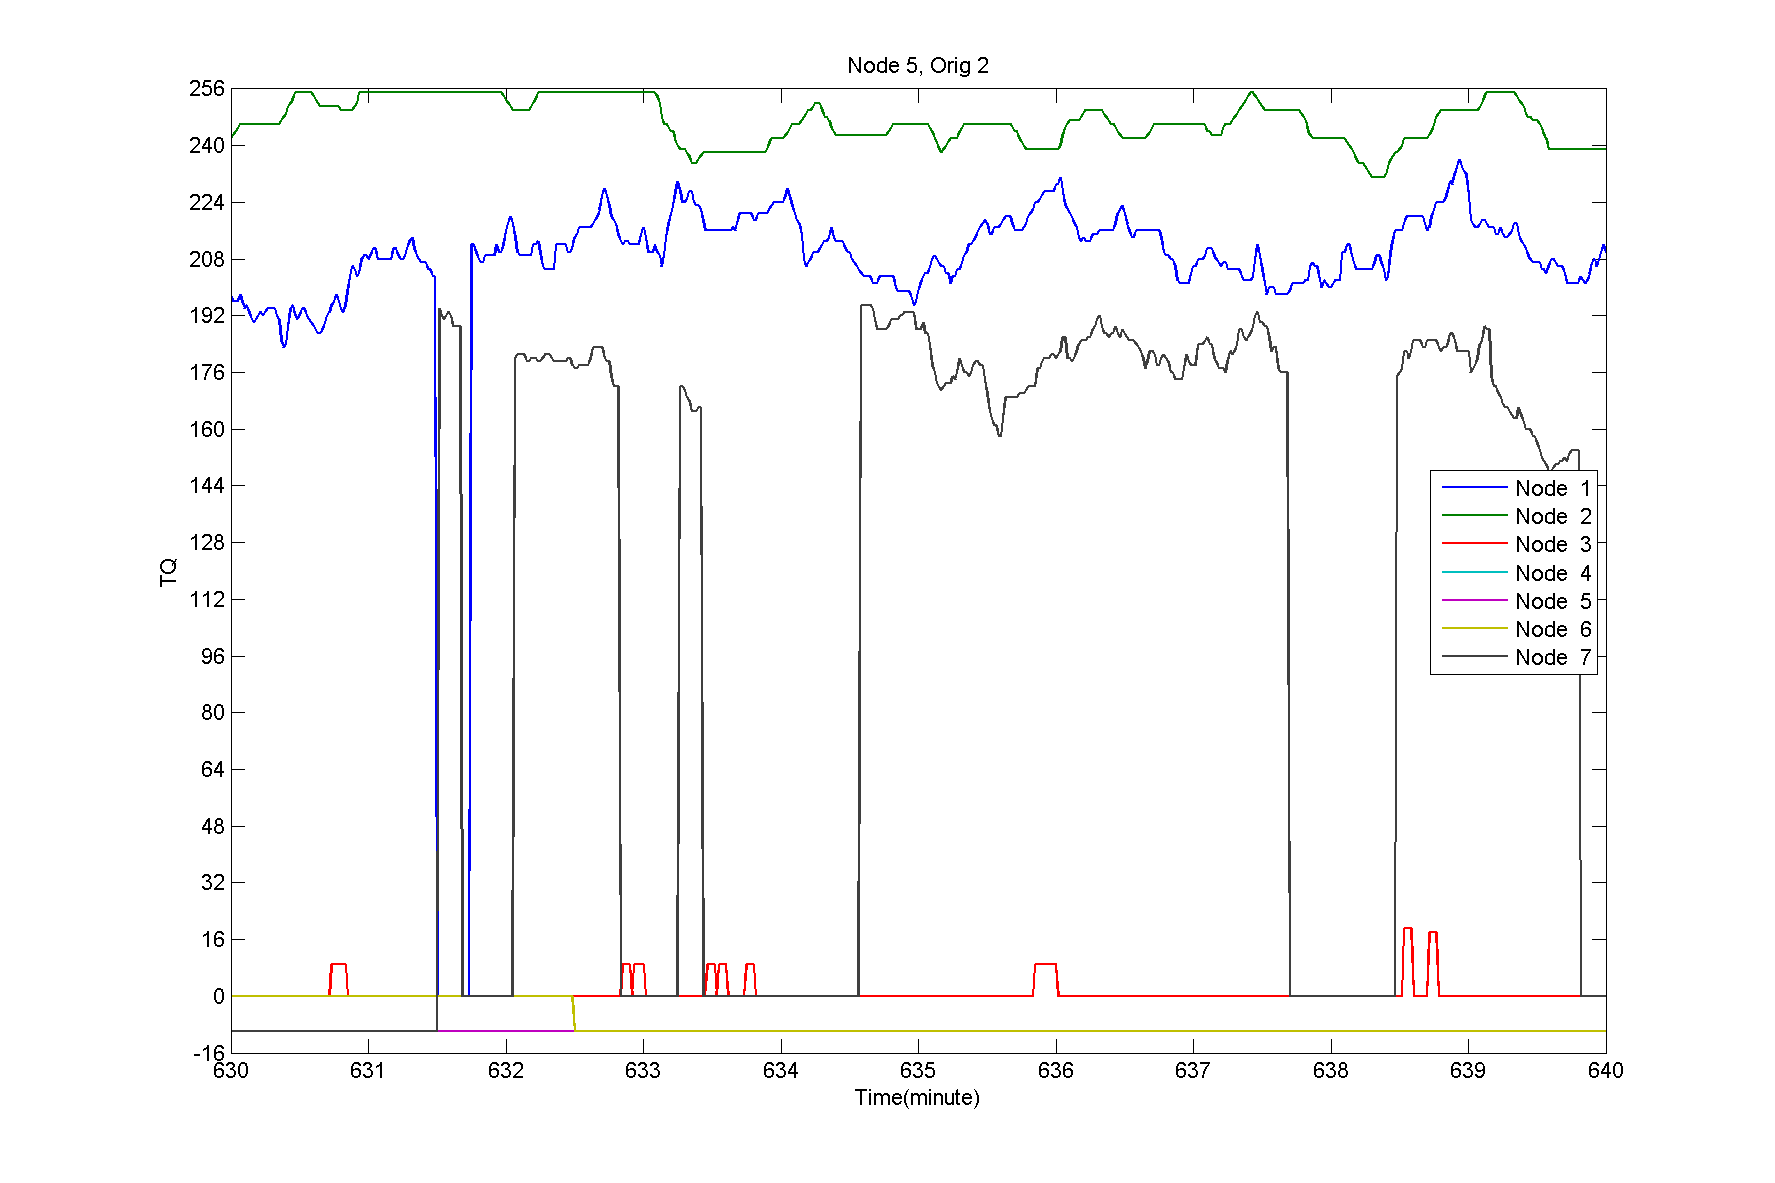 Node 5, Orig 2
256
240
224
208
192
176
160
144
128
112
96
80
64
48
32
16
0
-16
TQ
630 631 632 633 634 635 636 637 638 639 640
Time(minute)
Node 1
Node 2
Node 3
Node 4
Node 5
Node 6
Node 7